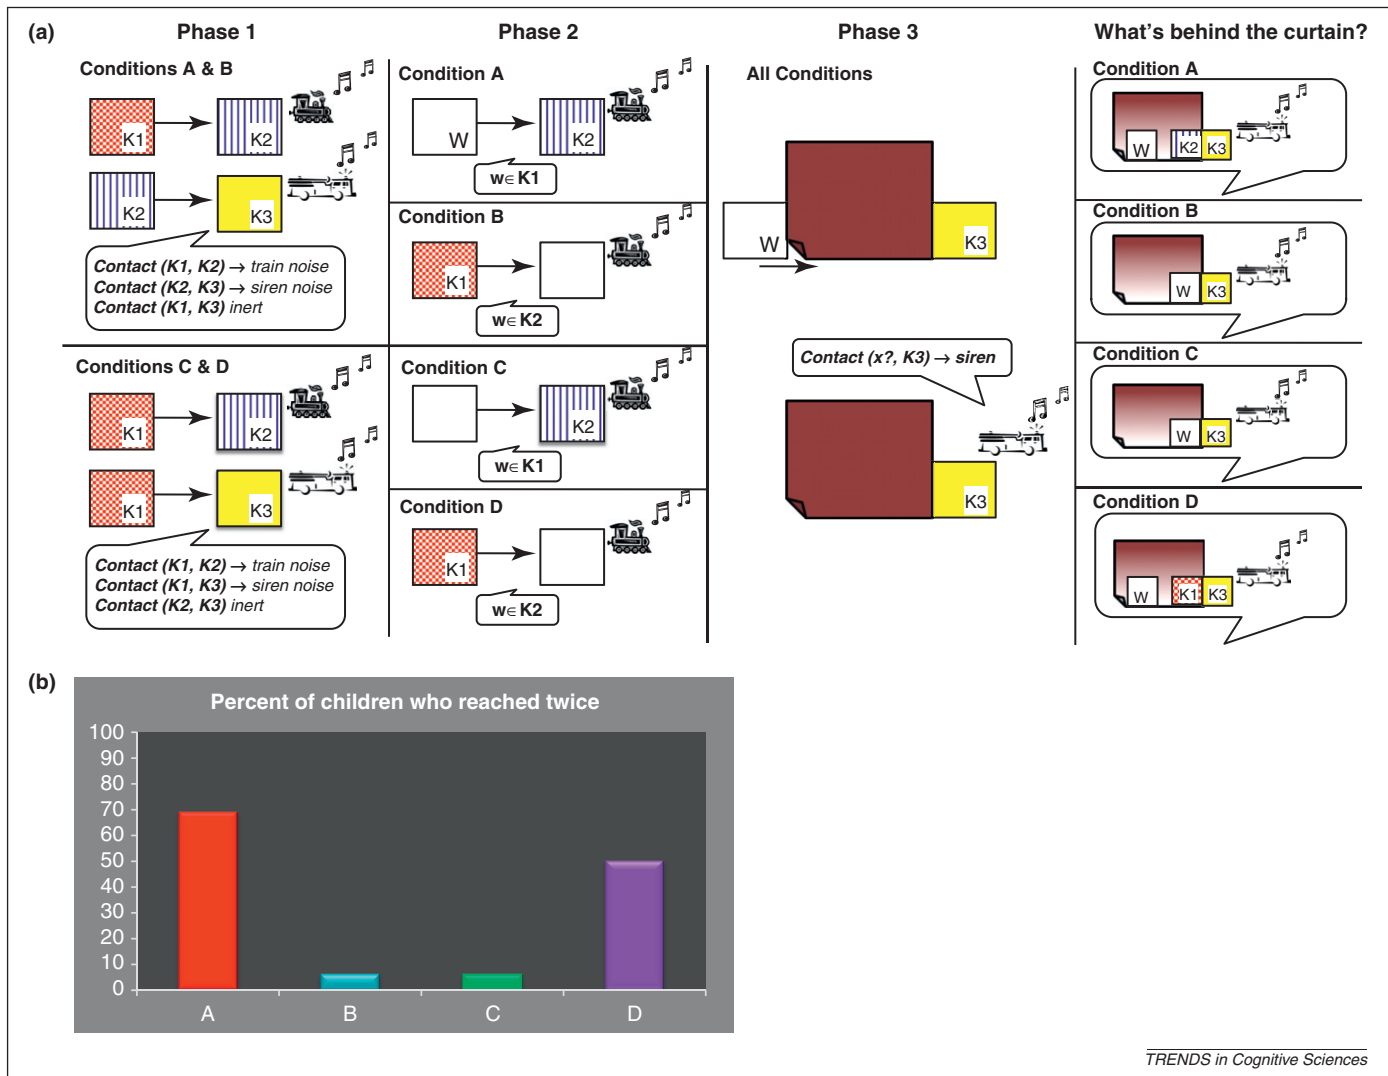 (a)
Phase 1
Phase 2
Phase 3
What's behind the curtain?
Conditions A & B
K1
K2
K2
K3
Contact (K1, K2) → train noise
Contact (K2, K3) → siren noise
Contact (K1, K3) inert
Conditions C & D
K1
K2
K1
K3
Contact (K1, K2) → train noise
Contact (K1, K3) → siren noise
Contact (K2, K3) inert
Condition A
W
K2
w∈ K1
Condition B
K1
w∈ K2
Condition C
K2
w∈ K1
Condition D
K1
w∈ K2
All Conditions
W
K3
Contact (x?, K3) → siren
K3
Condition A
W
K2
K3
Condition B
W
K3
Condition C
W
K3
Condition D
W
K1
K3
(b)
Percent of children who reached twice
100
90
80
70
60
50
40
30
20
10
0
A
B
C
D
TRENDS in Cognitive Sciences